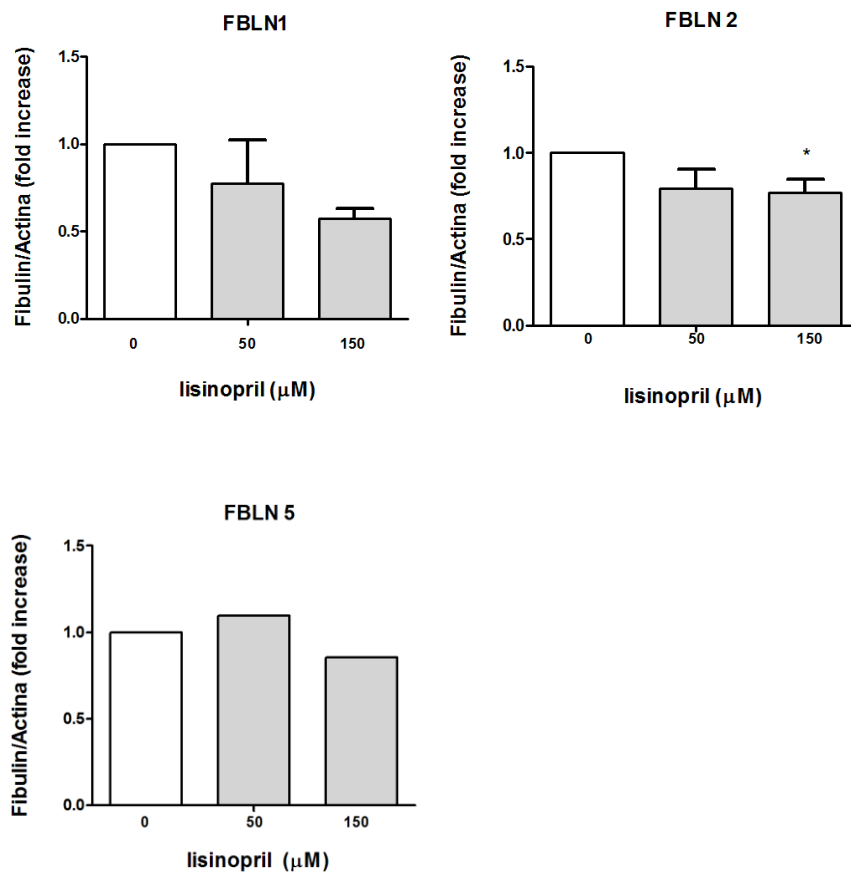 FBLN1
Fibulin/Actina (fold increase)
1.5
1.0
0.5
0.0
0 50 150
lisinopril (μM)
FBLN 2
Fibulin/Actina (fold increase)
1.5
1.0
0.5
0.0
*
0 50 150
lisinopril (μM)
FBLN 5
Fibulin/Actina (fold increase)
1.5
1.0
0.5
0.0
0 50 150
lisinopril (μM)